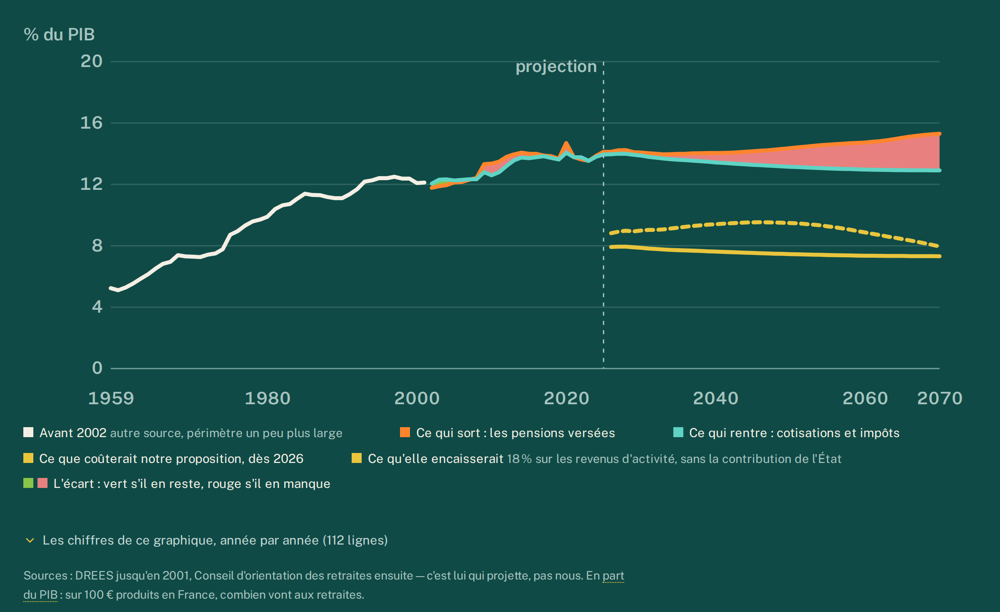 % du PIB
20
projection
16
12
8
4
0
1959 1980 2000 2020 2040 2060 2070
Avant 2002 autre source, périmètre un peu plus large Ce qui sort : les pensions versées Ce qui rentre : cotisations et impôts
Ce que coûterait notre proposition, dès 2026 Ce qu'elle encaisserait 18 % sur les revenus d'activité, sans la contribution de l'État
L'écart : vert s'il en reste, rouge s'il en manque
Les chiffres de ce graphique, année par année (112 lignes)
Sources : DREES jusqu'en 2001, Conseil d'orientation des retraites ensuite — c'est lui qui projette, pas nous. En part
du PIB : sur 100 € produits en France, combien vont aux retraites.